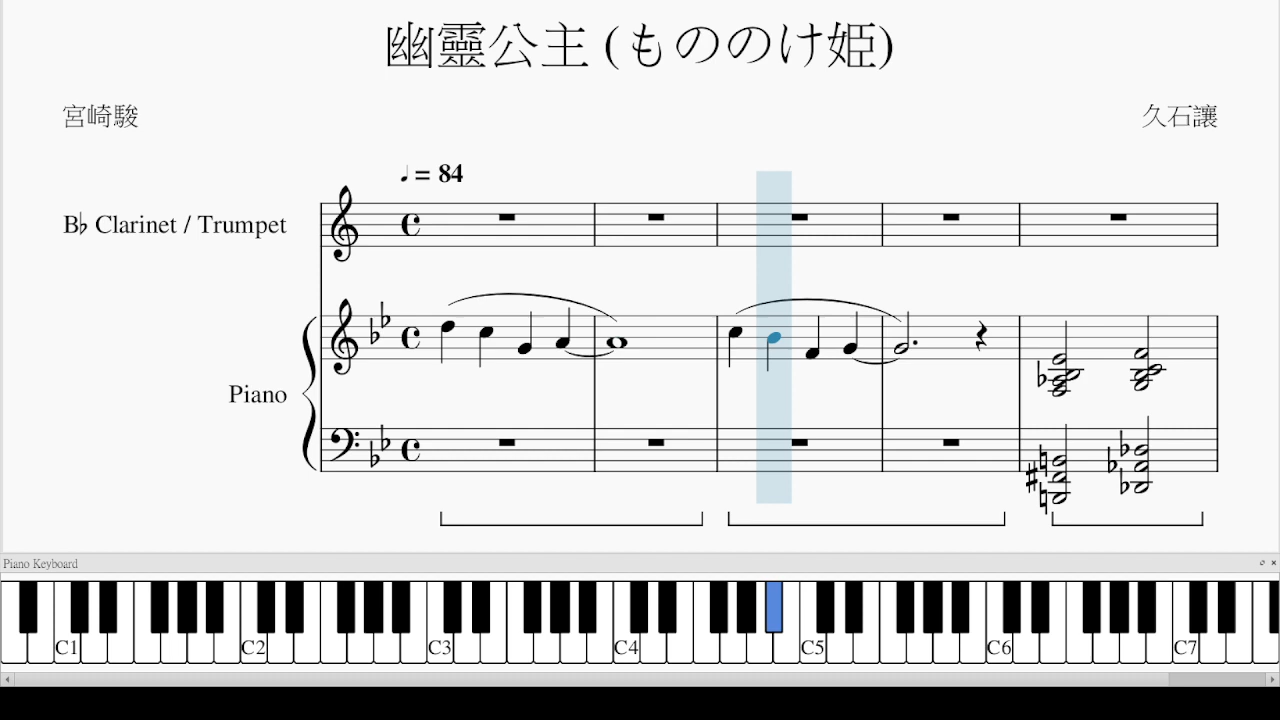 幽靈公主 (もののけ姫)
宮崎駿
久石讓
♩ = 84
B♭ Clarinet / Trumpet
Piano
Piano Keyboard
C1 C2 C3 C4 C5 C6 C7